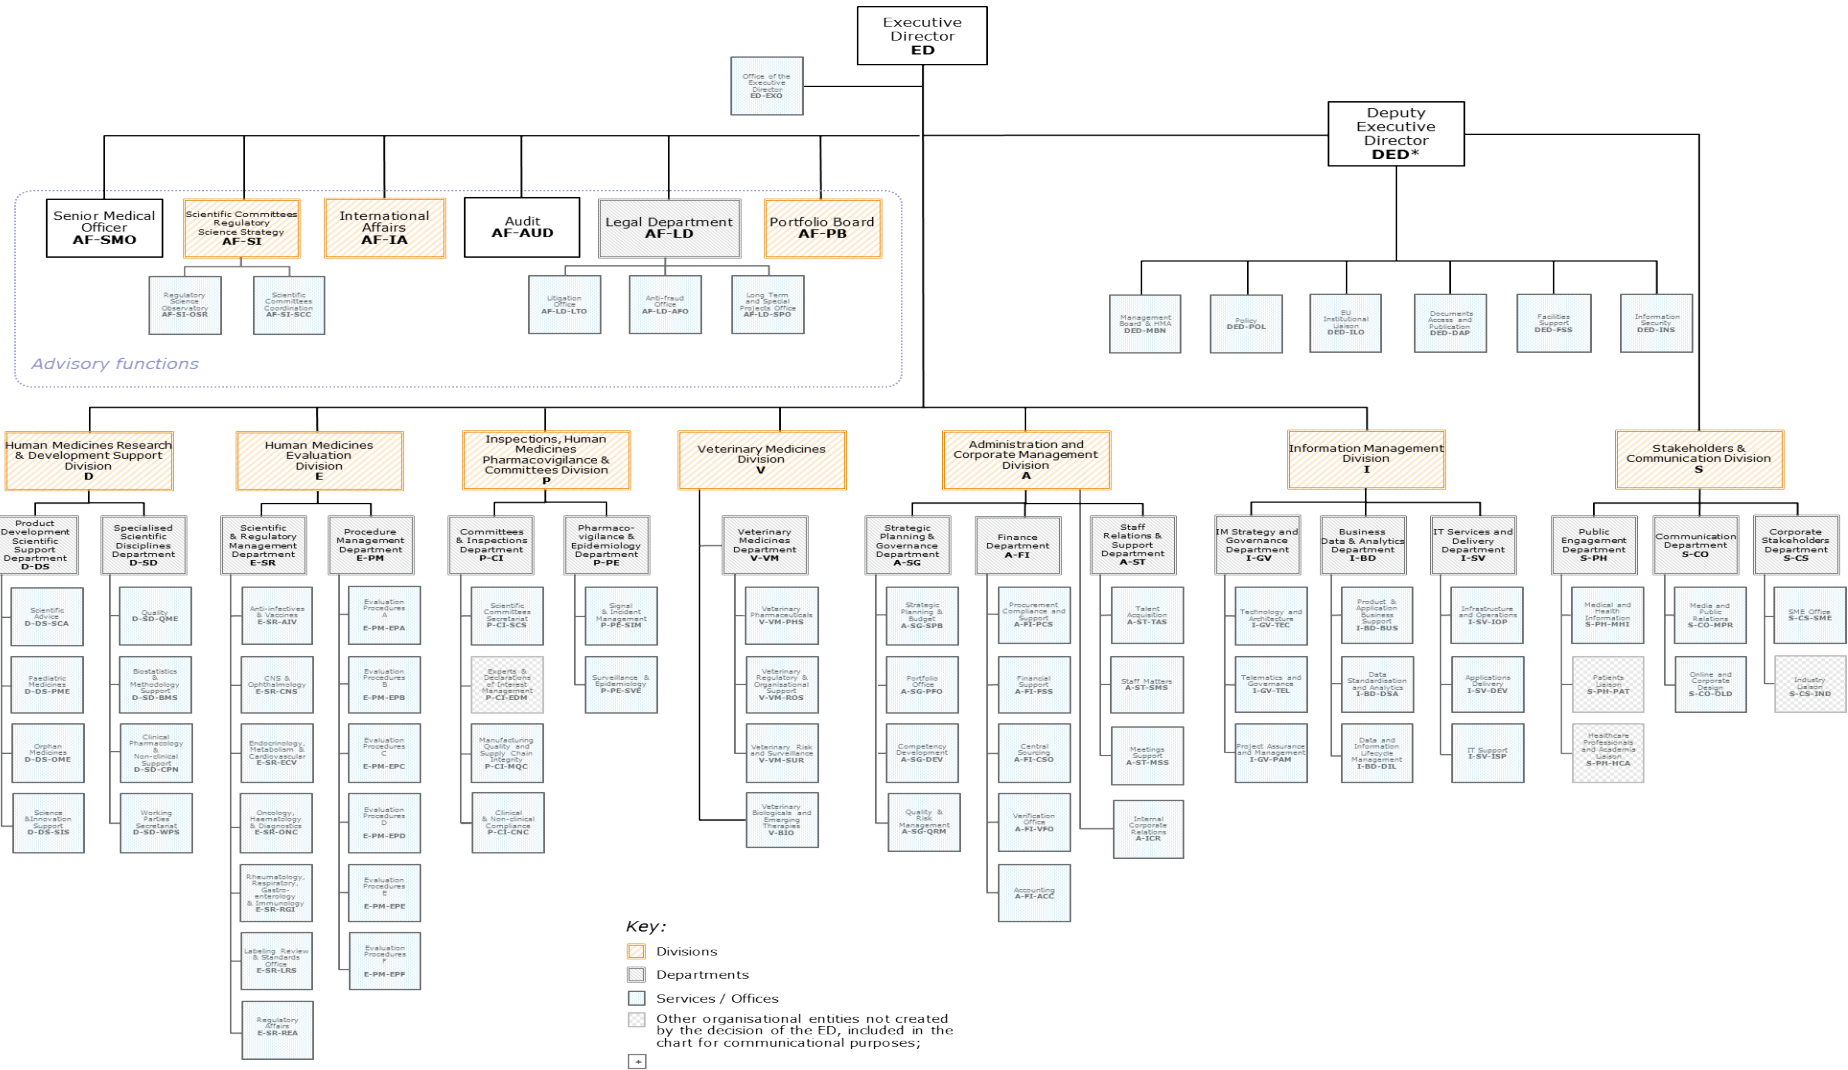 Executive
Director
ED
Office of the
Executive
Director
ED-EXO
Deputy
Executive
Director
DED*
Senior Medical
Officer
AF-SMO
Scientific Committees
Regulatory
Science Strategy
AF-SI
International
Affairs
AF-IA
Audit
AF-AUD
Legal Department
AF-LD
Portfolio Board
AF-PB
Regulatory
Science
Observatory
AF-SI-OSR
Scientific
Committees
Coordination
AF-SI-SCC
Litigation
Office
AF-LD-LTO
Anti-fraud
Office
AF-LD-AFO
Long Term
and Special
Projects Office
AF-LD-SPO
Advisory functions
Management
Board & HMA
DED-MBN
Policy
DED-POL
EU
Institutional
Liaison
DED-ILO
Documents
Access and
Publication
DED-DAP
Facilities
Support
DED-FSS
Information
Security
DED-INS
Human Medicines Research
& Development Support
Division
D
Human Medicines
Evaluation
Division
E
Inspections, Human
Medicines
Pharmacovigilance &
Committees Division
P
Veterinary Medicines
Division
V
Administration and
Corporate Management
Division
A
Information Management
Division
I
Stakeholders &
Communication Division
S
Product
Development
Scientific
Support
Department
D-DS
Specialised
Scientific
Disciplines
Department
D-SD
Scientific
& Regulatory
Management
Department
E-SR
Procedure
Management
Department
E-PM
Committees
& Inspections
Department
P-CI
Pharmaco-
vigilance &
Epidemiology
Department
P-PE
Veterinary
Medicines
Department
V-VM
Strategic
Planning &
Governance
Department
A-SG
Finance
Department
A-FI
Staff
Relations &
Support
Department
A-ST
IM Strategy and
Governance
Department
I-GV
Business
Data & Analytics
Department
I-BD
IT Services and
Delivery
Department
I-SV
Public
Engagement
Department
S-PH
Communication
Department
S-CO
Corporate
Stakeholders
Department
S-CS
Scientific
Advice
D-DS-SCA
Paediatric
Medicines
D-DS-PME
Orphan
Medicines
D-DS-OME
Science
&Innovation
Support
D-DS-SIS
Quality
D-SD-QME
Biostatistics
&
Methodology
Support
D-SD-BMS
Clinical
Pharmacology
&
Non-clinical
Support
D-SD-CPN
Working
Parties
Secretariat
D-SD-WPS
Anti-infectives
& Vaccines
E-SR-AIV
CNS &
Ophthalmology
E-SR-CNS
Endocrinology,
Metabolism &
Cardiovascular
E-SR-ECV
Oncology,
Haematology
& Diagnostics
E-SR-ONC
Rheumatology,
Respiratory,
Gastro-
enterology
& Immunology
E-SR-RGI
Labeling Review
& Standards
Office
E-SR-LRS
Regulatory
Affairs
E-SR-REA
Evaluation
Procedures
A
E-PM-EPA
Evaluation
Procedures
B
E-PM-EPB
Evaluation
Procedures
C
E-PM-EPC
Evaluation
Procedures
D
E-PM-EPD
Evaluation
Procedures
E
E-PM-EPE
Evaluation
Procedures
F
E-PM-EPF
Scientific
Committees
Secretariat
P-CI-SCS
Experts &
Declarations
of Interest
Management
P-CI-EDM
Manufacturing
Quality and
Supply Chain
Integrity
P-CI-MQC
Clinical
& Non-clinical
Compliance
P-CI-CNC
Signal
& Incident
Management
P-PE-SIM
Surveillance &
Epidemiology
P-PE-SVE
Veterinary
Pharmaceuticals
V-VM-PHS
Veterinary
Regulatory &
Organisational
Support
V-VM-ROS
Veterinary Risk
and Surveillance
V-VM-SUR
Veterinary
Biologicals and
Emerging
Therapies
V-BIO
Strategic
Planning &
Budget
A-SG-SPB
Portfolio
Office
A-SG-PFO
Competency
Development
A-SG-DEV
Quality &
Risk
Management
A-SG-QRM
Procurement
Compliance and
Support
A-FI-PCS
Financial
Support
A-FI-FSS
Central
Sourcing
A-FI-CSO
Verification
Office
A-FI-VFO
Accounting
A-FI-ACC
Talent
Acquisition
A-ST-TAS
Staff Matters
A-ST-SMS
Meetings
Support
A-ST-MSS
Internal
Corporate
Relations
A-ICR
Technology and
Architecture
I-GV-TEC
Telematics and
Governance
I-GV-TEL
Project Assurance
and Management
I-GV-PAM
Product &
Application
Business
Support
I-BD-BUS
Data
Standardisation
and Analytics
I-BD-DSA
Data and
Information
Lifecycle
Management
I-BD-DIL
Infrastructure
and Operations
I-SV-IOP
Applications
Delivery
I-SV-DEV
IT Support
I-SV-ISP
Medical and
Health
Information
S-PH-MHI
Patients
Liaison
S-PH-PAT
Healthcare
Professionals
and Academia
Liaison
S-PH-HCA
Media and
Public
Relations
S-CO-MPR
Online and
Corporate
Design
S-CO-OLD
SME Office
S-CS-SME
Industry
Liaison
S-CS-IND
Key:
Divisions
Departments
Services / Offices
Other organisational entities not created
by the decision of the ED, included in the
chart for communicational purposes;
*